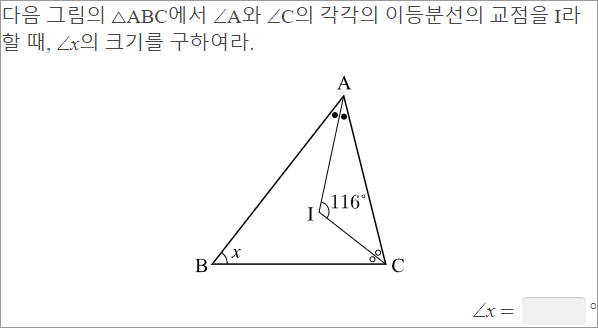 다음 그림의 △ABC에서 ∠A와 ∠C의 각각의 이등분선의 교점을 I라
할 때, ∠x의 크기를 구하여라.
A
116°
I
B
x
C
∠x = °